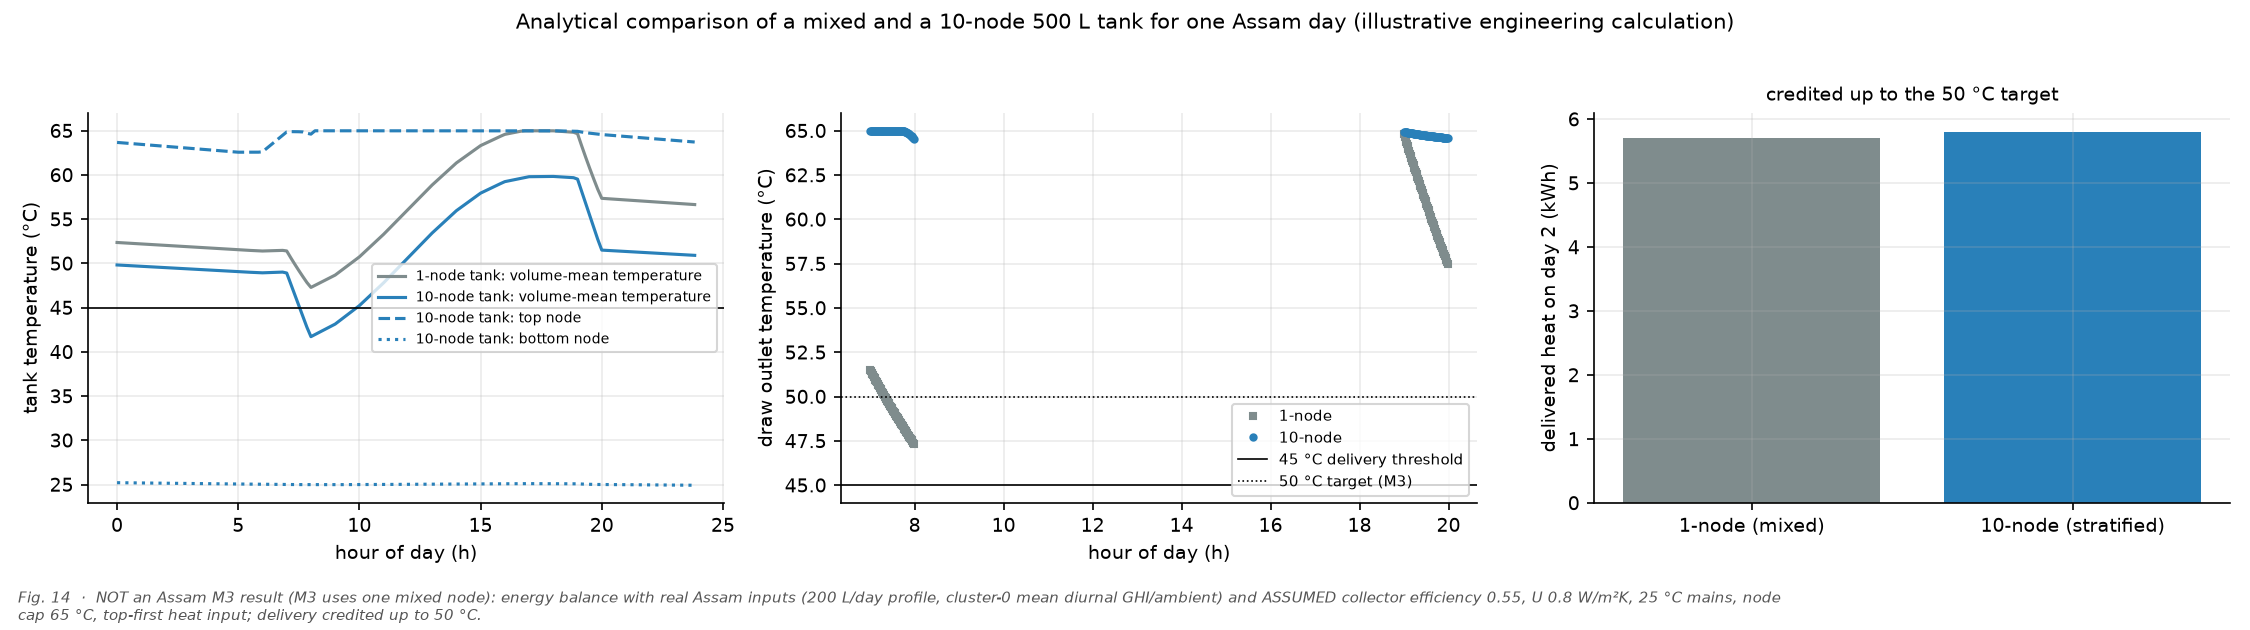 Analytical comparison of a mixed and a 10-node 500 L tank for one Assam day (illustrative engineering calculation)
tank temperature (°C)
65
60
55
50
45
40
35
30
25
0
5
10
15
20
25
hour of day (h)
1-node tank: volume-mean temperature
10-node tank: volume-mean temperature
10-node tank: top node
10-node tank: bottom node
draw outlet temperature (°C)
65.0
62.5
60.0
57.5
55.0
52.5
50.0
47.5
45.0
8
10
12
14
16
18
20
hour of day (h)
1-node
10-node
45 °C delivery threshold
50 °C target (M3)
credited up to the 50 °C target
delivered heat on day 2 (kWh)
6
5
4
3
2
1
0
1-node (mixed)
10-node (stratified)
Fig. 14 · NOT an Assam M3 result (M3 uses one mixed node): energy balance with real Assam inputs (200 L/day profile, cluster-0 mean diurnal GHI/ambient) and ASSUMED collector efficiency 0.55, U 0.8 W/m²K, 25 °C mains, node
cap 65 °C, top-first heat input; delivery credited up to 50 °C.